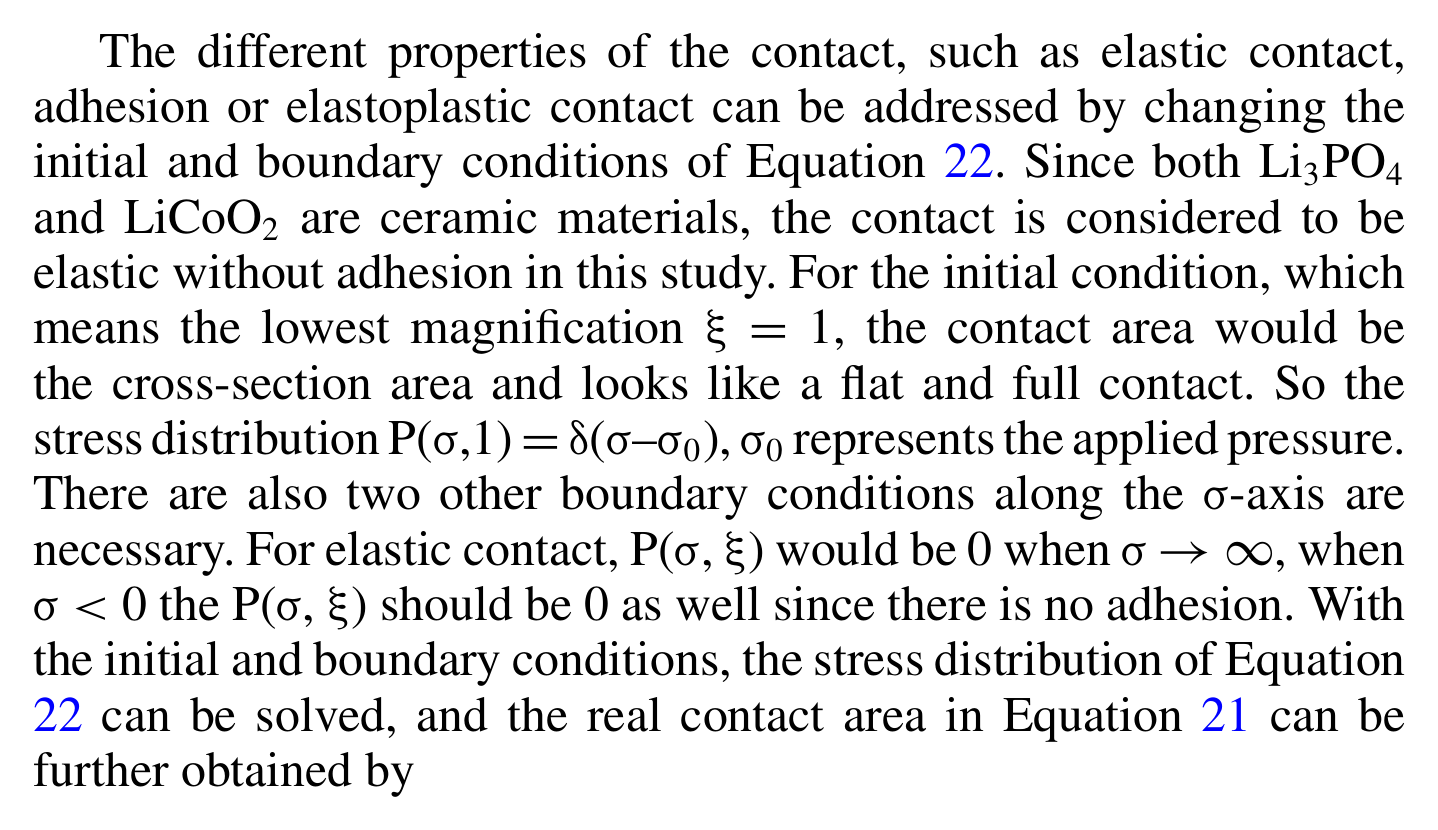 The different properties of the contact, such as elastic contact,
adhesion or elastoplastic contact can be addressed by changing the
initial and boundary conditions of Equation 22. Since both Li₃PO₄
and LiCoO₂ are ceramic materials, the contact is considered to be
elastic without adhesion in this study. For the initial condition, which
means the lowest magnification ξ = 1, the contact area would be
the cross-section area and looks like a flat and full contact. So the
stress distribution P(σ,1) = δ(σ–σ₀), σ₀ represents the applied pressure.
There are also two other boundary conditions along the σ-axis are
necessary. For elastic contact, P(σ, ξ) would be 0 when σ → ∞, when
σ < 0 the P(σ, ξ) should be 0 as well since there is no adhesion. With
the initial and boundary conditions, the stress distribution of Equation
22 can be solved, and the real contact area in Equation 21 can be
further obtained by